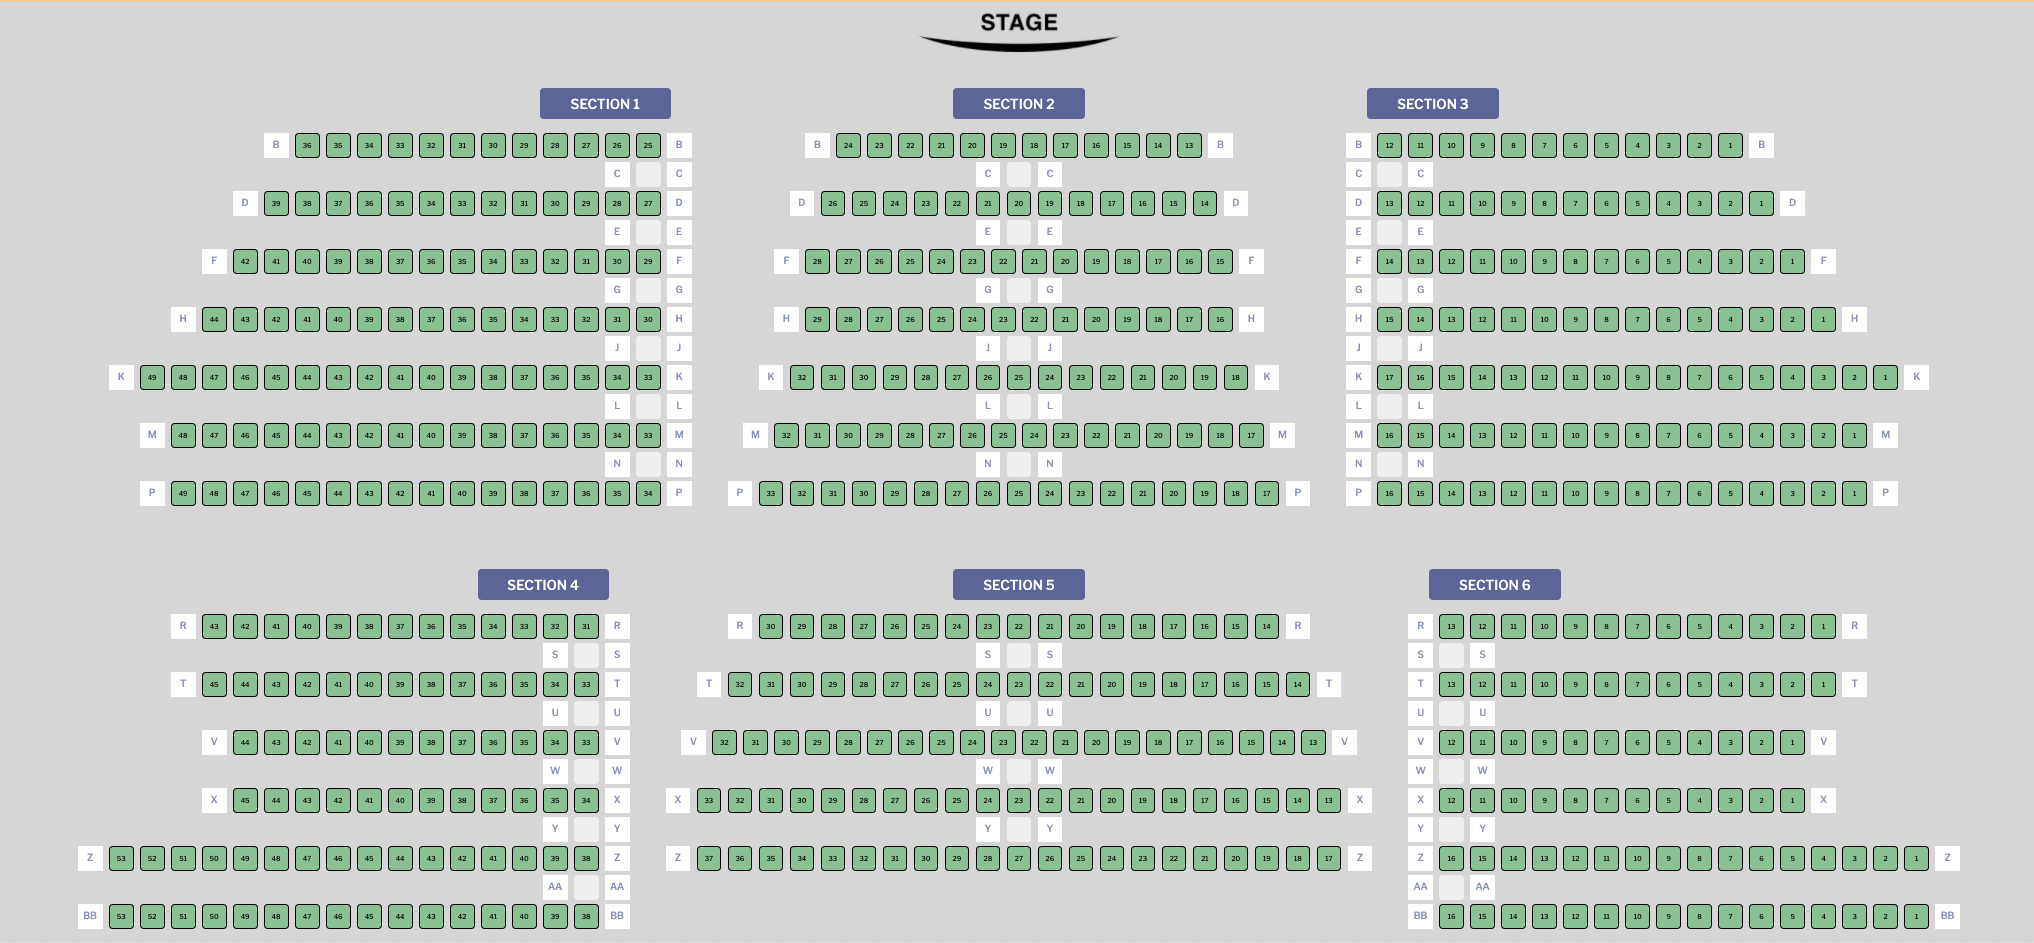 STAGE
SECTION 1 SECTION 2 SECTION 3
B 36 35 34 33 32 31 30 29 28 27 26 25 B B 24 23 22 21 20 19 18 17 16 15 14 13 B B 12 11 10 9 8 7 6 5 4 3 2 1 B
C C C C C C
D 39 38 37 36 35 34 33 32 31 30 29 28 27 D D 26 25 24 23 22 21 20 19 18 17 16 15 14 D D 13 12 11 10 9 8 7 6 5 4 3 2 1 D
E E E E E E
F 42 41 40 39 38 37 36 35 34 33 32 31 30 29 F F 28 27 26 25 24 23 22 21 20 19 18 17 16 15 F F 14 13 12 11 10 9 8 7 6 5 4 3 2 1 F
G G G G G G
H 44 43 42 41 40 39 38 37 36 35 34 33 32 31 30 H H 29 28 27 26 25 24 23 22 21 20 19 18 17 16 H H 15 14 13 12 11 10 9 8 7 6 5 4 3 2 1 H
J J J J J J
K 49 48 47 46 45 44 43 42 41 40 39 38 37 36 35 34 33 K K 32 31 30 29 28 27 26 25 24 23 22 21 20 19 18 K K 17 16 15 14 13 12 11 10 9 8 7 6 5 4 3 2 1 K
L L L L L L
M 48 47 46 45 44 43 42 41 40 39 38 37 36 35 34 33 M M 32 31 30 29 28 27 26 25 24 23 22 21 20 19 18 17 M M 16 15 14 13 12 11 10 9 8 7 6 5 4 3 2 1 M
N N N N N N
P 49 48 47 46 45 44 43 42 41 40 39 38 37 36 35 34 P P 33 32 31 30 29 28 27 26 25 24 23 22 21 20 19 18 17 P P 16 15 14 13 12 11 10 9 8 7 6 5 4 3 2 1 P
SECTION 4 SECTION 5 SECTION 6
R 43 42 41 40 39 38 37 36 35 34 33 32 31 R R 30 29 28 27 26 25 24 23 22 21 20 19 18 17 16 15 14 R R 13 12 11 10 9 8 7 6 5 4 3 2 1 R
S S S S S S
T 45 44 43 42 41 40 39 38 37 36 35 34 33 T T 32 31 30 29 28 27 26 25 24 23 22 21 20 19 18 17 16 15 14 T T 13 12 11 10 9 8 7 6 5 4 3 2 1 T
U U U U U U
V 44 43 42 41 40 39 38 37 36 35 34 33 V V 32 31 30 29 28 27 26 25 24 23 22 21 20 19 18 17 16 15 14 13 V V 12 11 10 9 8 7 6 5 4 3 2 1 V
W W W W W W
X 45 44 43 42 41 40 39 38 37 36 35 34 X X 33 32 31 30 29 28 27 26 25 24 23 22 21 20 19 18 17 16 15 14 13 X X 12 11 10 9 8 7 6 5 4 3 2 1 X
Y Y Y Y Y Y
Z 53 52 51 50 49 48 47 46 45 44 43 42 41 40 39 38 Z Z 37 36 35 34 33 32 31 30 29 28 27 26 25 24 23 22 21 20 19 18 17 Z Z 16 15 14 13 12 11 10 9 8 7 6 5 4 3 2 1 Z
AA AA AA AA
BB 53 52 51 50 49 48 47 46 45 44 43 42 41 40 39 38 BB BB 16 15 14 13 12 11 10 9 8 7 6 5 4 3 2 1 BB